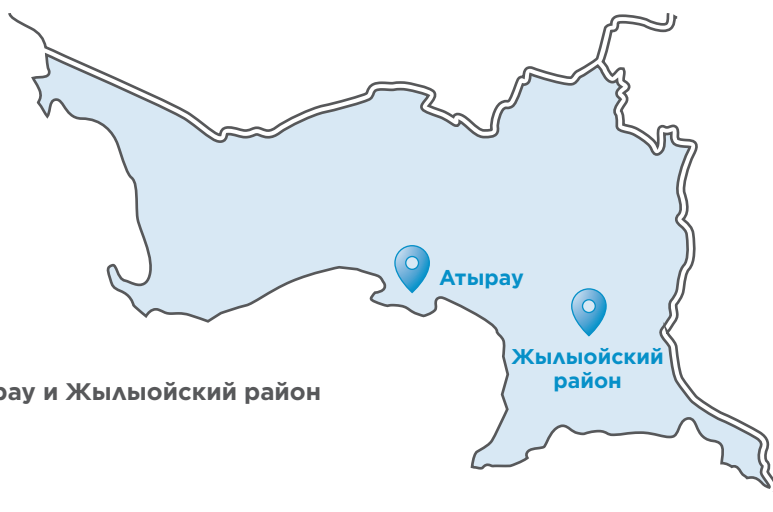 Атырау
Жылыойский
район
рау и Жылыойский район